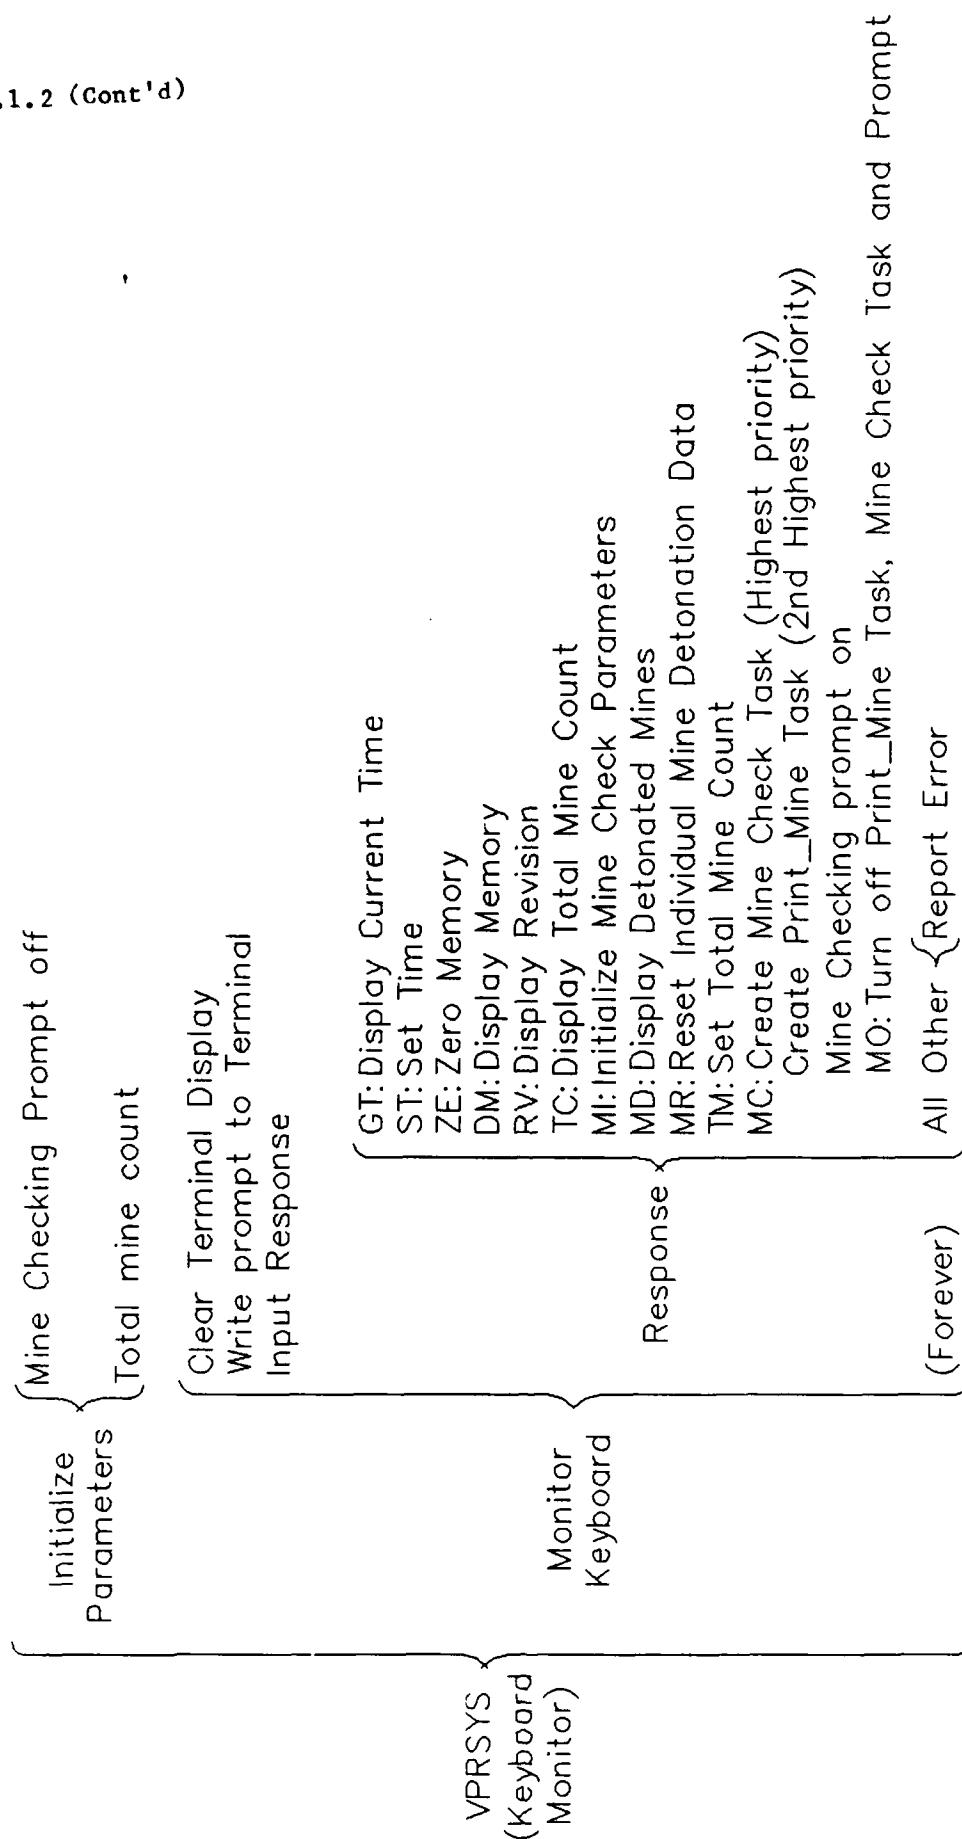 .1.2 (Cont'd)
VPRSYS
(Keyboard
Monitor)
Initialize
Parameters
Mine Checking Prompt off
Total mine count
Monitor
Keyboard
Clear Terminal Display
Write prompt to Terminal
Input Response
Response
GT: Display Current Time
ST: Set Time
ZE: Zero Memory
DM: Display Memory
RV: Display Revision
TC: Display Total Mine Count
MI: Initialize Mine Check Parameters
MD: Display Detonated Mines
MR: Reset Individual Mine Detonation Data
TM: Set Total Mine Count
MC: Create Mine Check Task (Highest priority)
Create Print_Mine Task (2nd Highest priority)
Mine Checking prompt on
MO: Turn off Print_Mine Task, Mine Check Task and Prompt
(Forever)
All Other {Report Error